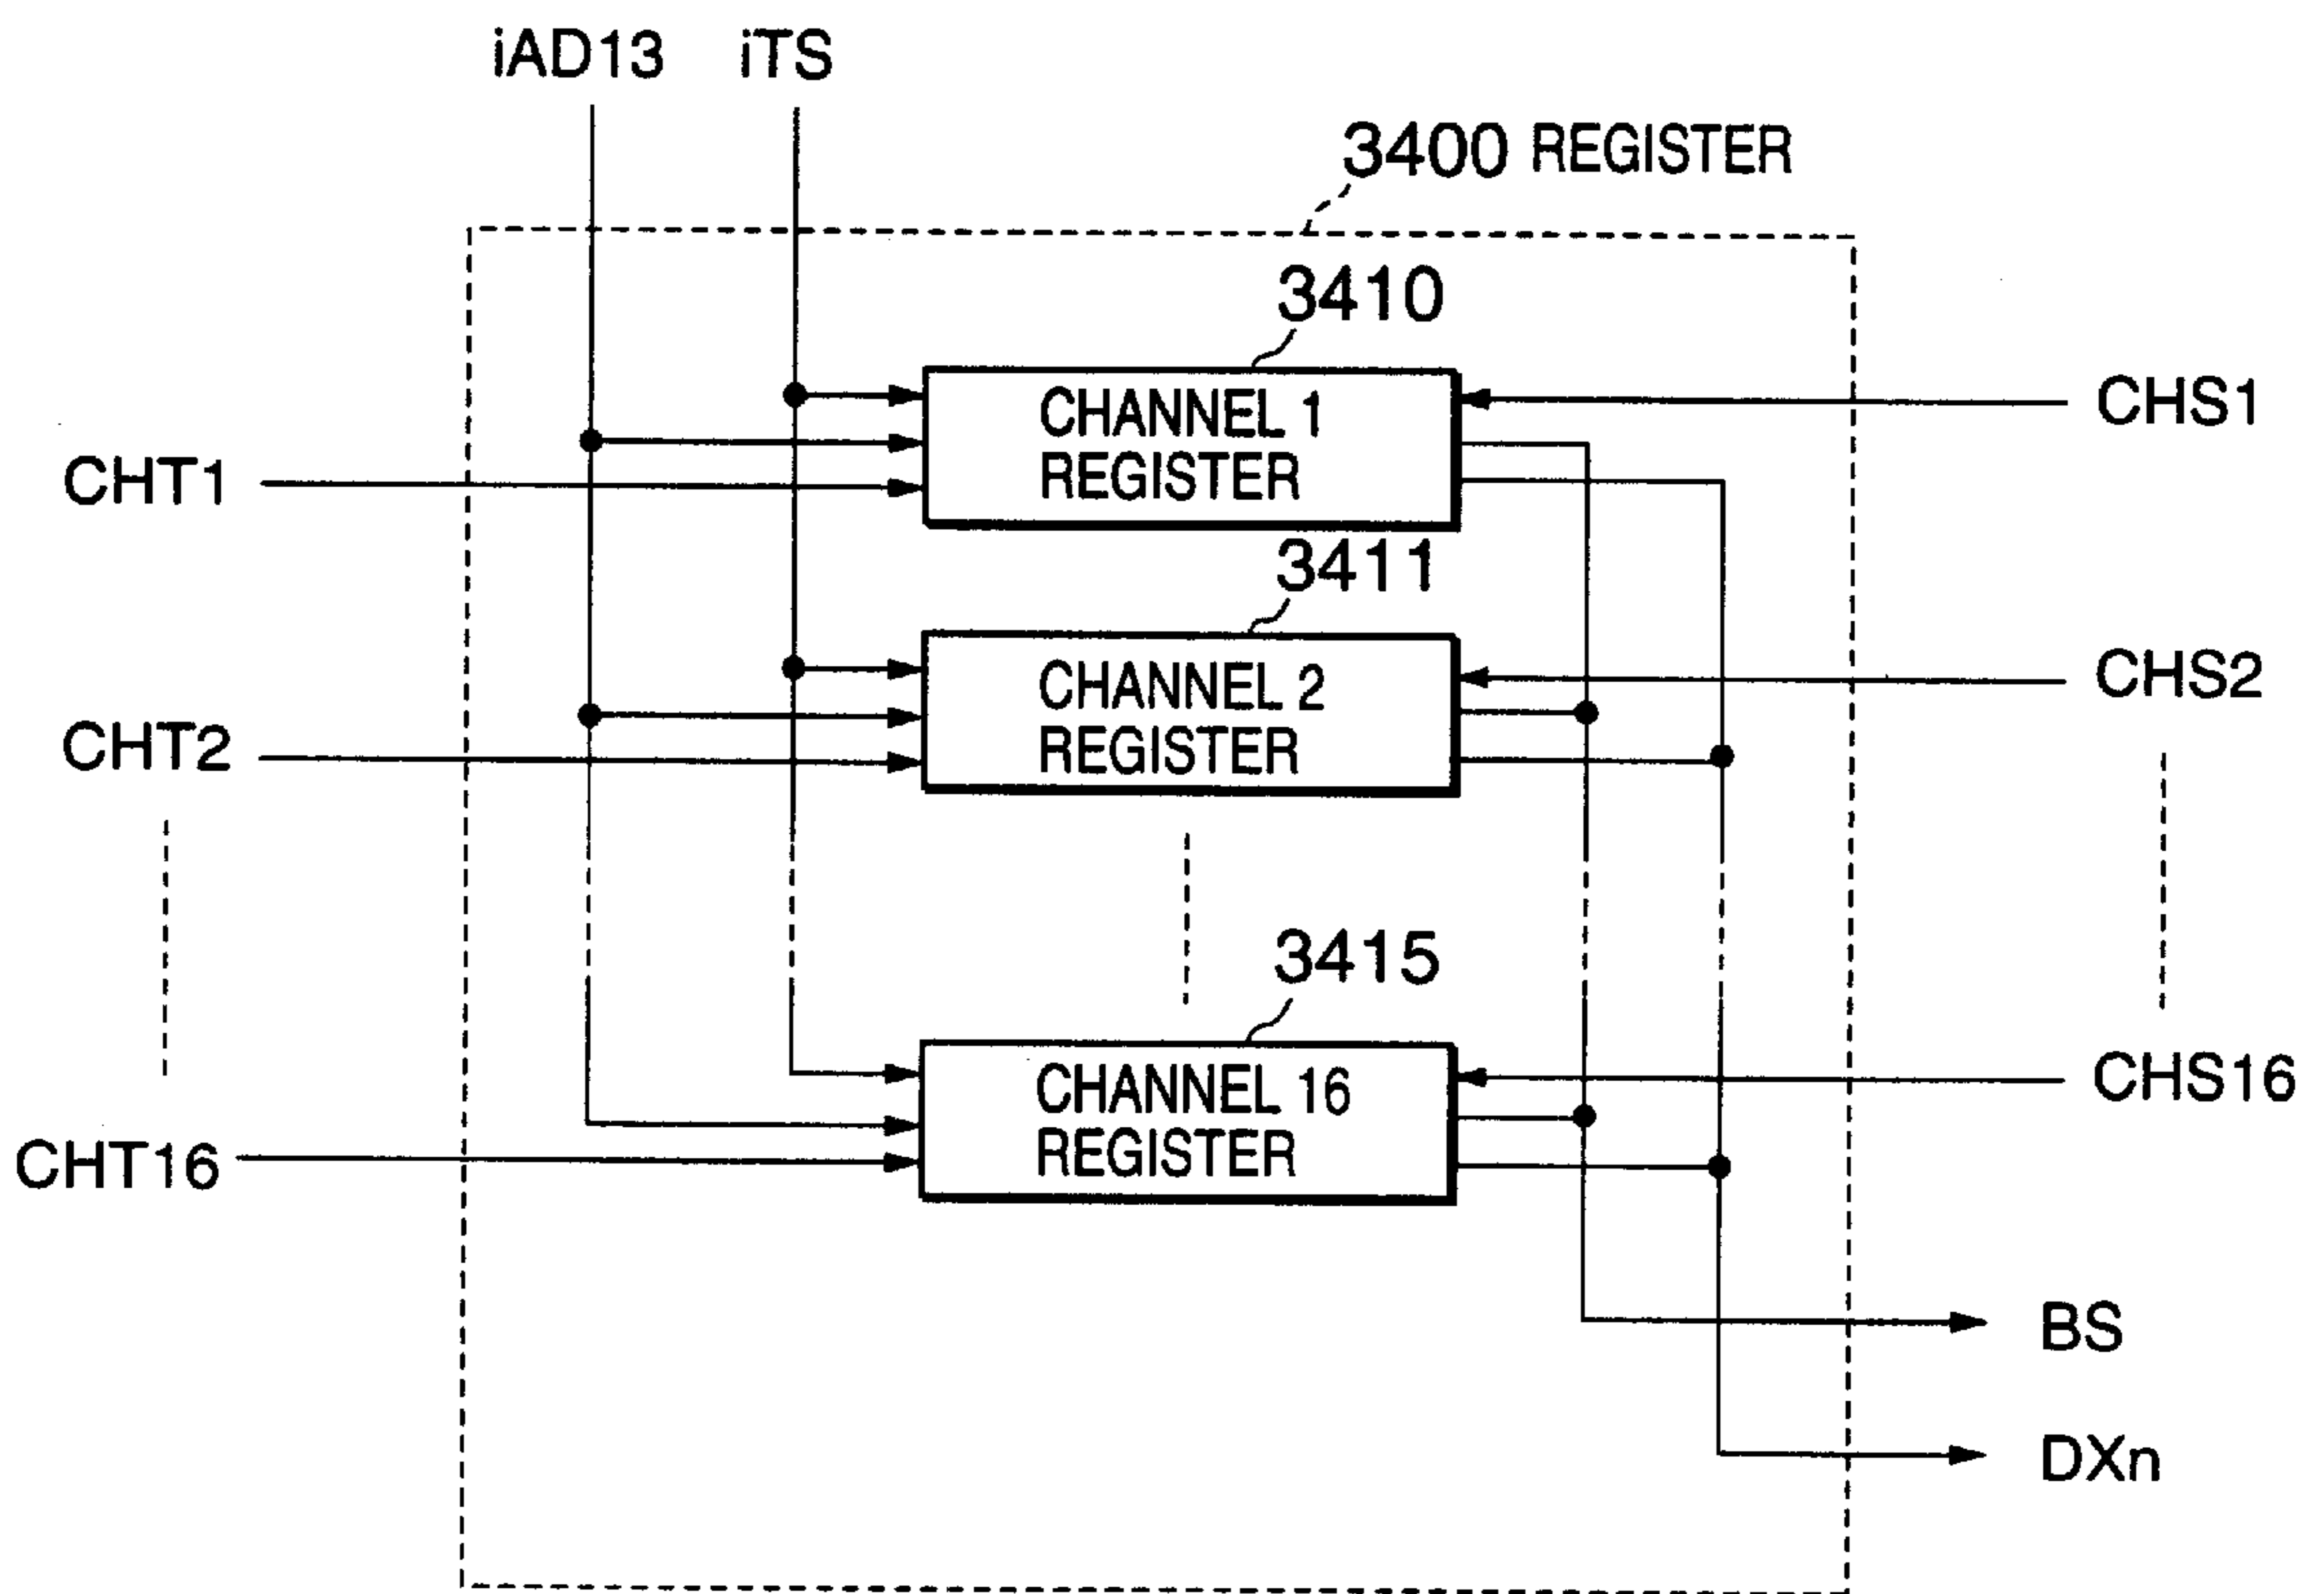 iAD13 iTS
3400 REGISTER
3410
CHANNEL 1
REGISTER
CHS1
CHT1
3411
CHANNEL 2
REGISTER
CHS2
CHT2
3415
CHANNEL 16
REGISTER
CHS16
CHT16
BS
DXn